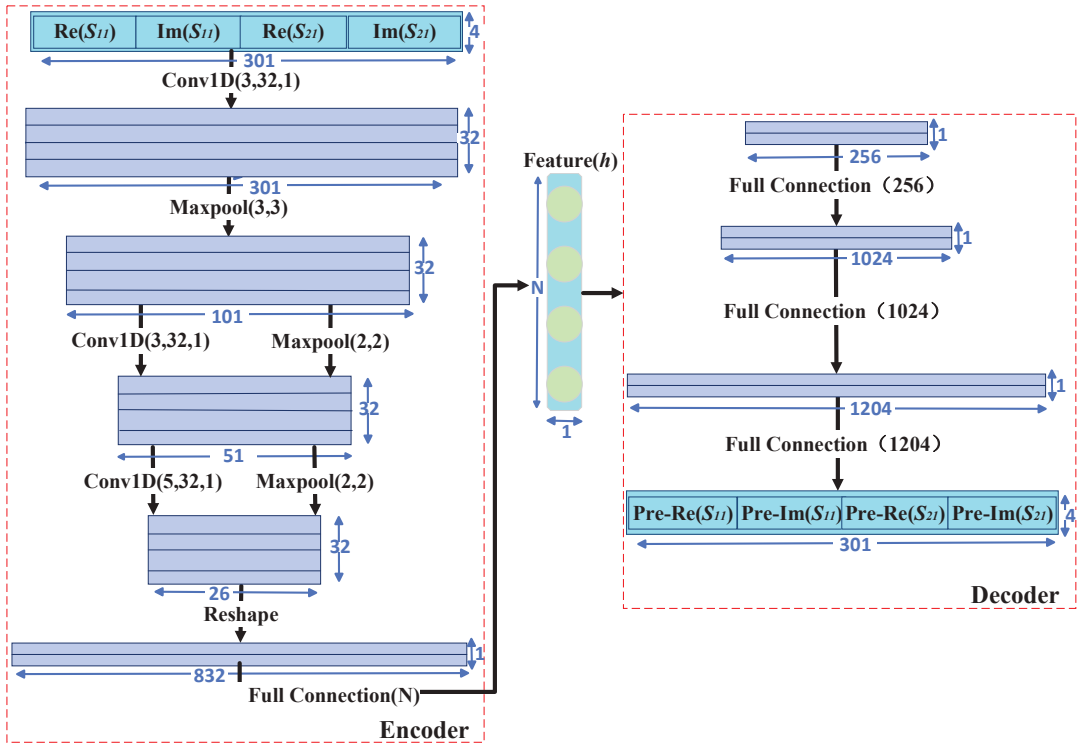 Re(S11) Im(S11) Re(S21) Im(S21) 4
301
Conv1D(3,32,1)
32
301
Maxpool(3,3)
32
101
Conv1D(3,32,1) Maxpool(2,2)
32
51
Conv1D(5,32,1) Maxpool(2,2)
32
26
Reshape
1
832
Full Connection(N)
Encoder
Feature(h)
N
1
1
256
Full Connection（256）
1
1024
Full Connection（1024）
1
1204
Full Connection（1204）
Pre-Re(S11) Pre-Im(S11) Pre-Re(S21) Pre-Im(S21) 4
301
Decoder